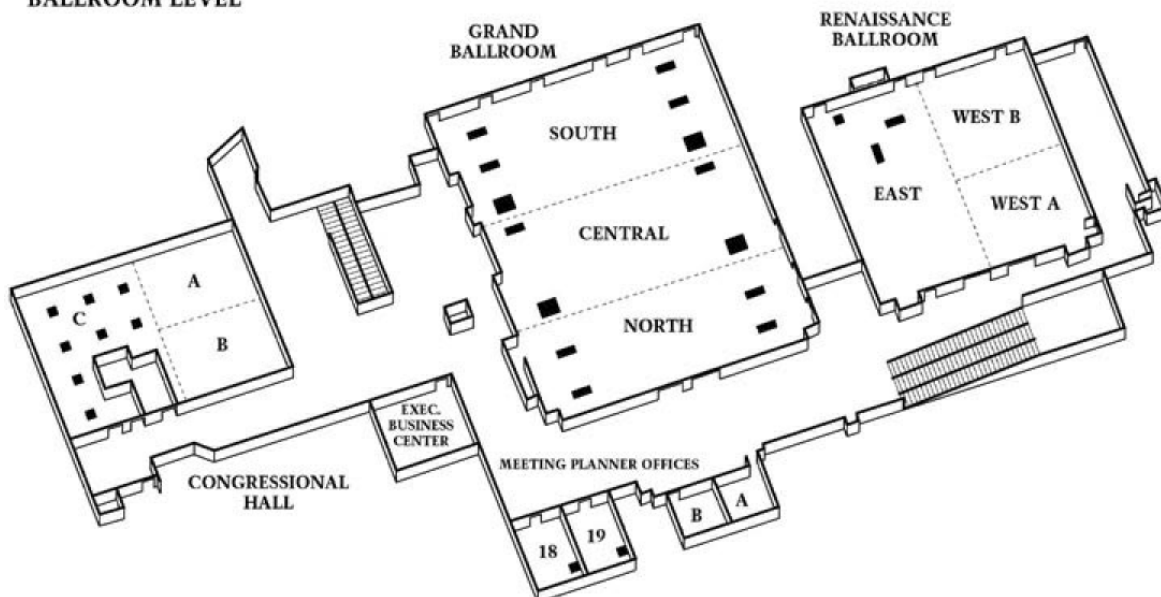 BALLROOM LEVEL
GRAND
BALLROOM
RENAISSANCE
BALLROOM
SOUTH
CENTRAL
NORTH
WEST B
EAST
WEST A
A
C
B
EXEC.
BUSINESS
CENTER
CONGRESSIONAL
HALL
MEETING PLANNER OFFICES
18
19
B
A